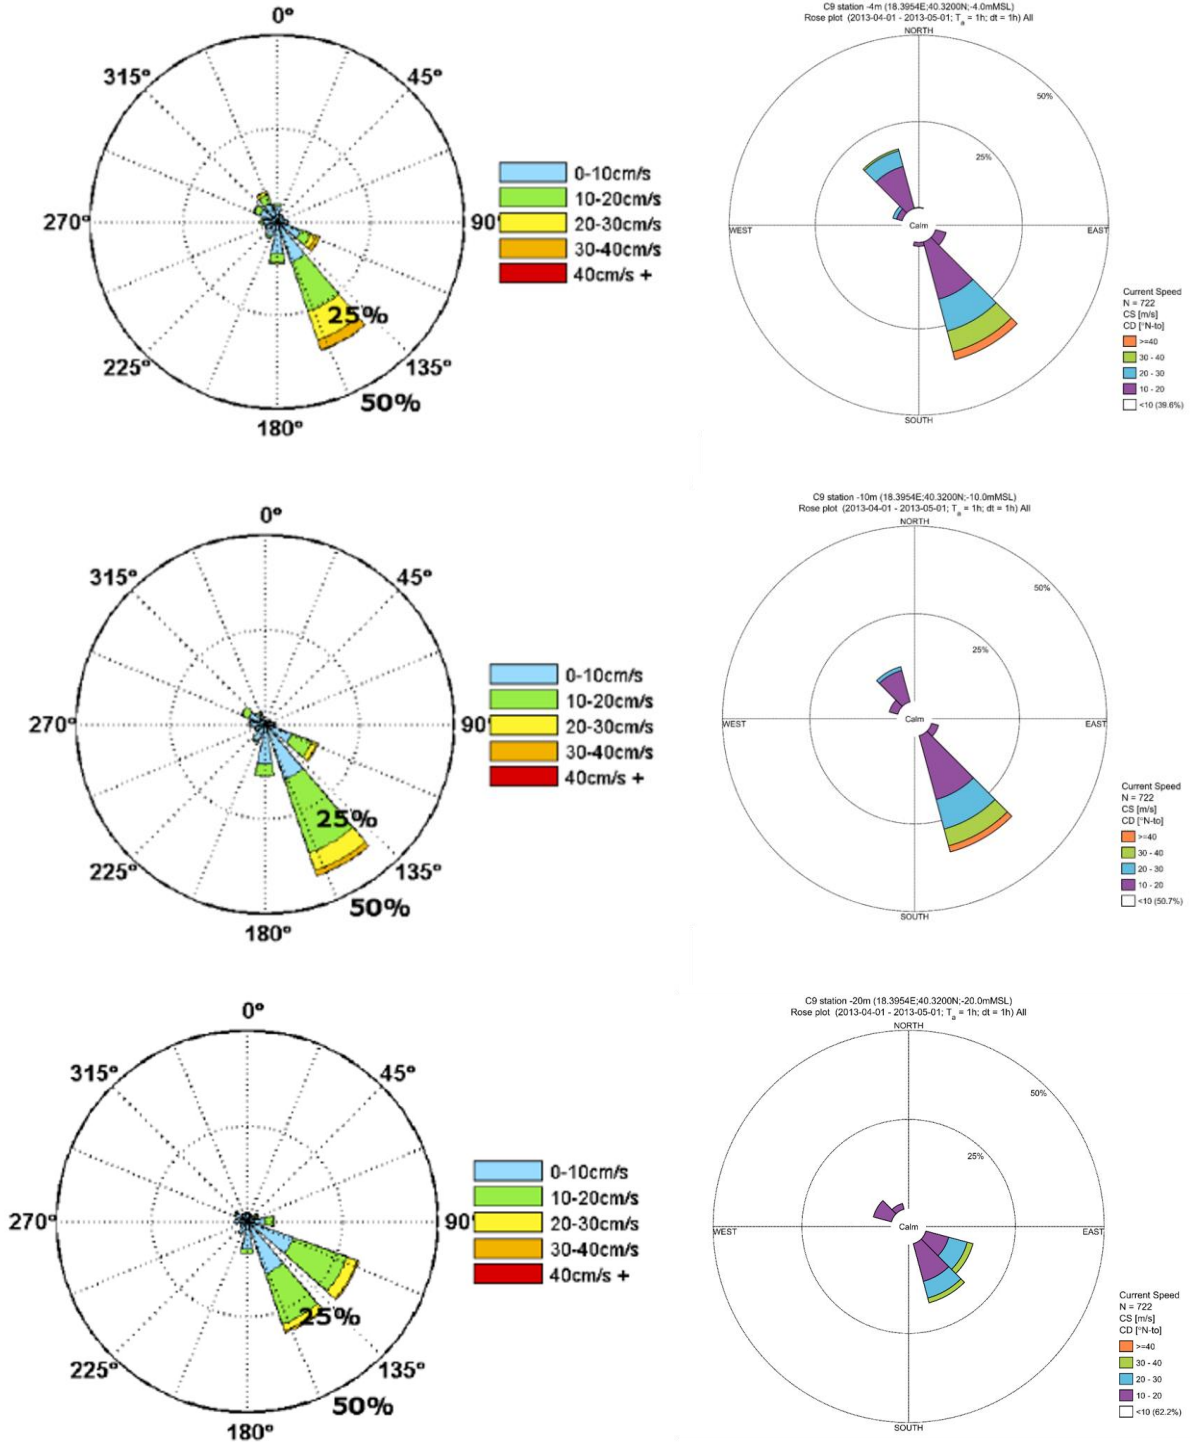 0°
315°
45°
270°
90°
225°
135°
180°
25%
50%
0-10cm/s
10-20cm/s
20-30cm/s
30-40cm/s
40cm/s +
C9 station -4m (18.3954E;40.3200N;-4.0mMSL)
Rose plot (2013-04-01 - 2013-05-01; Ta = 1h; dt = 1h) All
NORTH
50%
25%
WEST
Calm
EAST
SOUTH
Current Speed
N = 722
CS [m/s]
CD [°N-to]
>=40
30 - 40
20 - 30
10 - 20
<10 (39.6%)
0°
315°
45°
270°
90°
225°
135°
180°
25%
50%
0-10cm/s
10-20cm/s
20-30cm/s
30-40cm/s
40cm/s +
C9 station -10m (18.3954E;40.3200N;-10.0mMSL)
Rose plot (2013-04-01 - 2013-05-01; Ta = 1h; dt = 1h) All
NORTH
50%
25%
WEST
Calm
EAST
SOUTH
Current Speed
N = 722
CS [m/s]
CD [°N-to]
>=40
30 - 40
20 - 30
10 - 20
<10 (50.7%)
0°
315°
45°
270°
90°
225°
135°
180°
25%
50%
0-10cm/s
10-20cm/s
20-30cm/s
30-40cm/s
40cm/s +
C9 station -20m (18.3954E;40.3200N;-20.0mMSL)
Rose plot (2013-04-01 - 2013-05-01; Ta = 1h; dt = 1h) All
NORTH
50%
25%
WEST
Calm
EAST
SOUTH
Current Speed
N = 722
CS [m/s]
CD [°N-to]
>=40
30 - 40
20 - 30
10 - 20
<10 (62.2%)